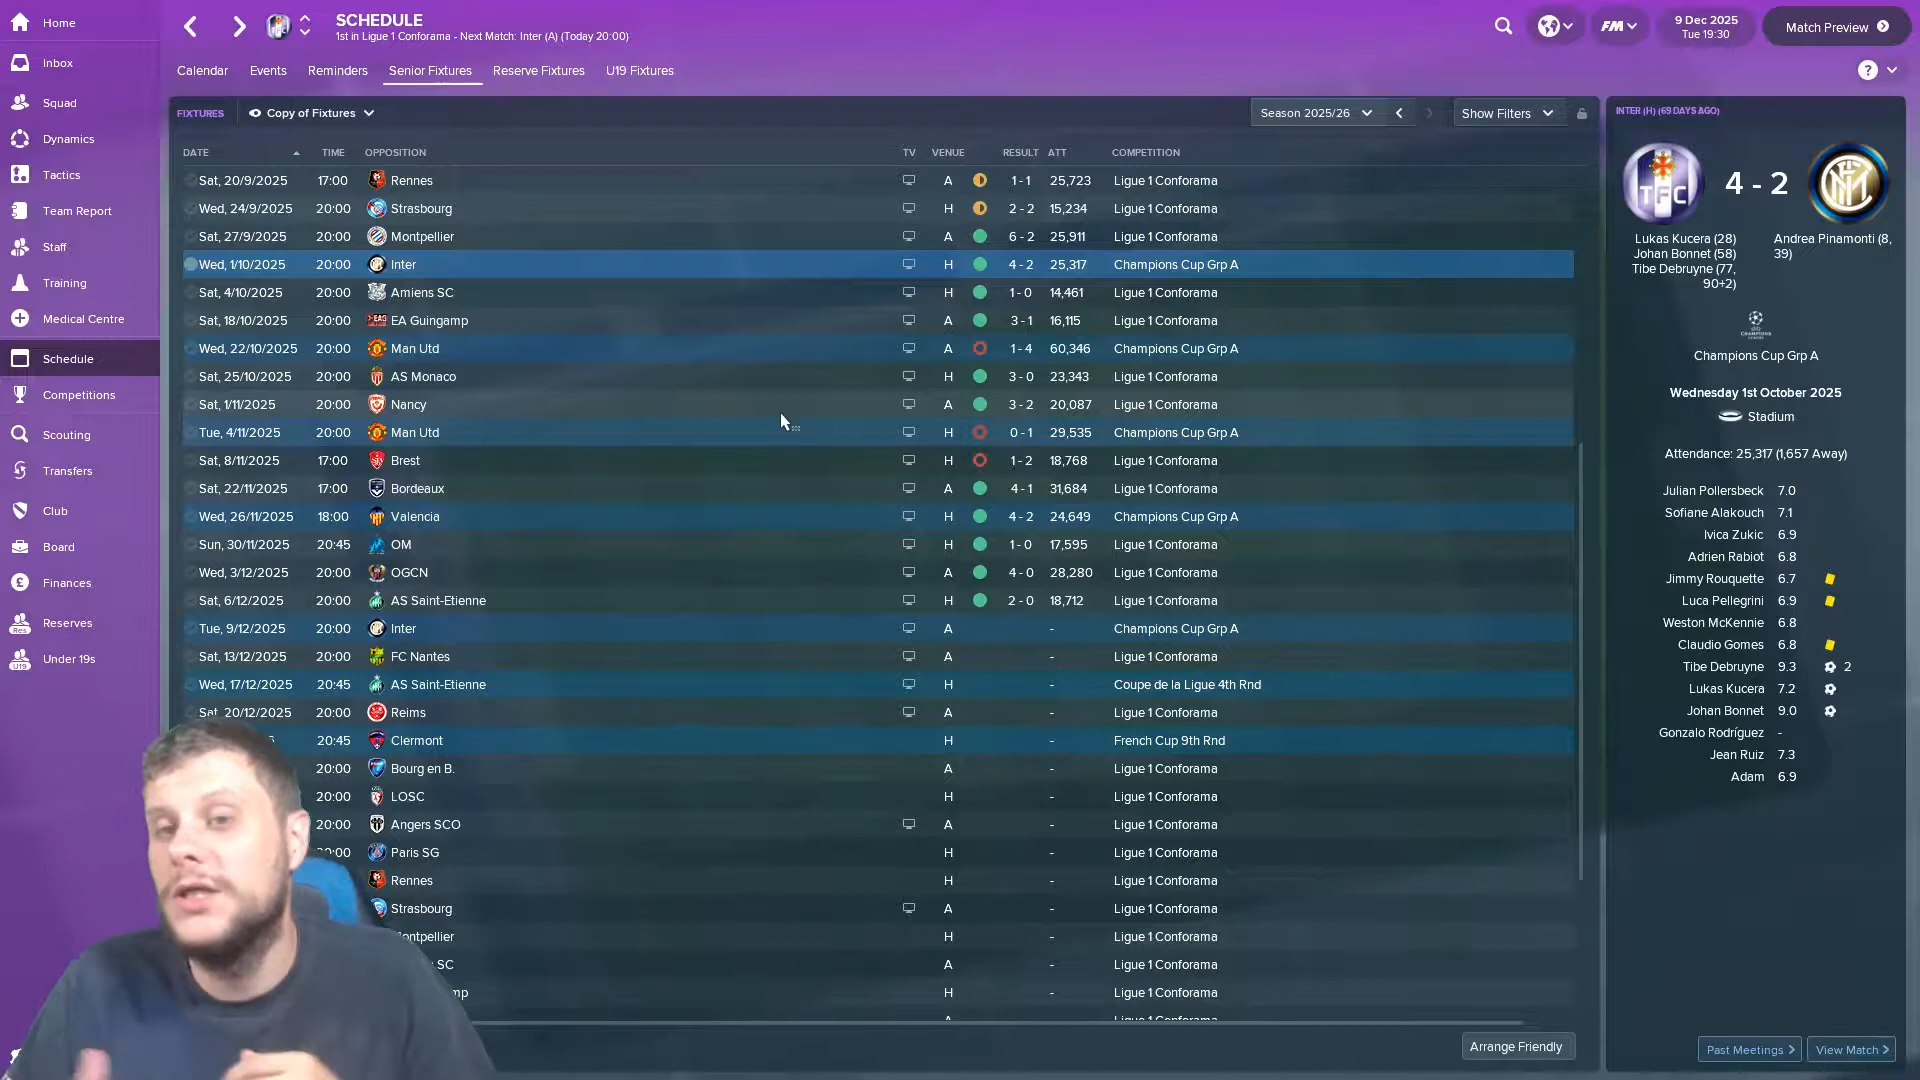 Home
Inbox
Squad
Dynamics
Tactics
Team Report
Staff
Training
Medical Centre
Schedule
Competitions
Scouting
Transfers
Club
Board
Finances
Res Reserves
U19 Under 19s
SCHEDULE
1st in Ligue 1 Conforama - Next Match: Inter (A) (Today 20:00)
FM
9 Dec 2025
Tue 19:30
Match Preview
Calendar Events Reminders Senior Fixtures Reserve Fixtures U19 Fixtures
?
FIXTURES Copy of Fixtures Season 2025/26 Show Filters
DATE TIME OPPOSITION TV VENUE RESULT ATT COMPETITION
Sat, 20/9/2025 17:00 Rennes A 1 - 1 25,723 Ligue 1 Conforama
Wed, 24/9/2025 20:00 Strasbourg H 2 - 2 15,234 Ligue 1 Conforama
Sat, 27/9/2025 20:00 Montpellier A 6 - 2 25,911 Ligue 1 Conforama
Wed, 1/10/2025 20:00 Inter H 4 - 2 25,317 Champions Cup Grp A
Sat, 4/10/2025 20:00 Amiens SC H 1 - 0 14,461 Ligue 1 Conforama
Sat, 18/10/2025 20:00 EA Guingamp A 3 - 1 16,115 Ligue 1 Conforama
Wed, 22/10/2025 20:00 Man Utd A 1 - 4 60,346 Champions Cup Grp A
Sat, 25/10/2025 20:00 AS Monaco H 3 - 0 23,343 Ligue 1 Conforama
Sat, 1/11/2025 20:00 Nancy A 3 - 2 20,087 Ligue 1 Conforama
Tue, 4/11/2025 20:00 Man Utd H 0 - 1 29,535 Champions Cup Grp A
Sat, 8/11/2025 17:00 Brest H 1 - 2 18,768 Ligue 1 Conforama
Sat, 22/11/2025 17:00 Bordeaux A 4 - 1 31,684 Ligue 1 Conforama
Wed, 26/11/2025 18:00 Valencia H 4 - 2 24,649 Champions Cup Grp A
Sun, 30/11/2025 20:45 OM H 1 - 0 17,595 Ligue 1 Conforama
Wed, 3/12/2025 20:00 OGCN A 4 - 0 28,280 Ligue 1 Conforama
Sat, 6/12/2025 20:00 AS Saint-Etienne H 2 - 0 18,712 Ligue 1 Conforama
Tue, 9/12/2025 20:00 Inter A - Champions Cup Grp A
Sat, 13/12/2025 20:00 FC Nantes A - Ligue 1 Conforama
Wed, 17/12/2025 20:45 AS Saint-Etienne H - Coupe de la Ligue 4th Rnd
Sat, 20/12/2025 20:00 Reims A - Ligue 1 Conforama
20:45 Clermont H - French Cup 9th Rnd
20:00 Bourg en B. A - Ligue 1 Conforama
20:00 LOSC H - Ligue 1 Conforama
20:00 Angers SCO A - Ligue 1 Conforama
Paris SG H - Ligue 1 Conforama
Rennes H - Ligue 1 Conforama
Strasbourg A - Ligue 1 Conforama
H - Ligue 1 Conforama
SC A - Ligue 1 Conforama
H - Ligue 1 Conforama
Arrange Friendly
INTER (H) (69 DAYS AGO)
TFC
4 - 2
Lukas Kucera (28)
Johan Bonnet (58)
Tibe Debruyne (77,
90+2)
Andrea Pinamonti (8,
39)
Champions Cup Grp A
Wednesday 1st October 2025
Stadium
Attendance: 25,317 (1,657 Away)
Julian Pollersbeck 7.0
Sofiane Alakouch 7.1
Ivica Zukic 6.9
Adrien Rabiot 6.8
Jimmy Rouquette 6.7
Luca Pellegrini 6.9
Weston McKennie 6.8
Claudio Gomes 6.8
Tibe Debruyne 9.3 2
Lukas Kucera 7.2
Johan Bonnet 9.0
Gonzalo Rodríguez -
Jean Ruiz 7.3
Adam 6.9
Past Meetings View Match